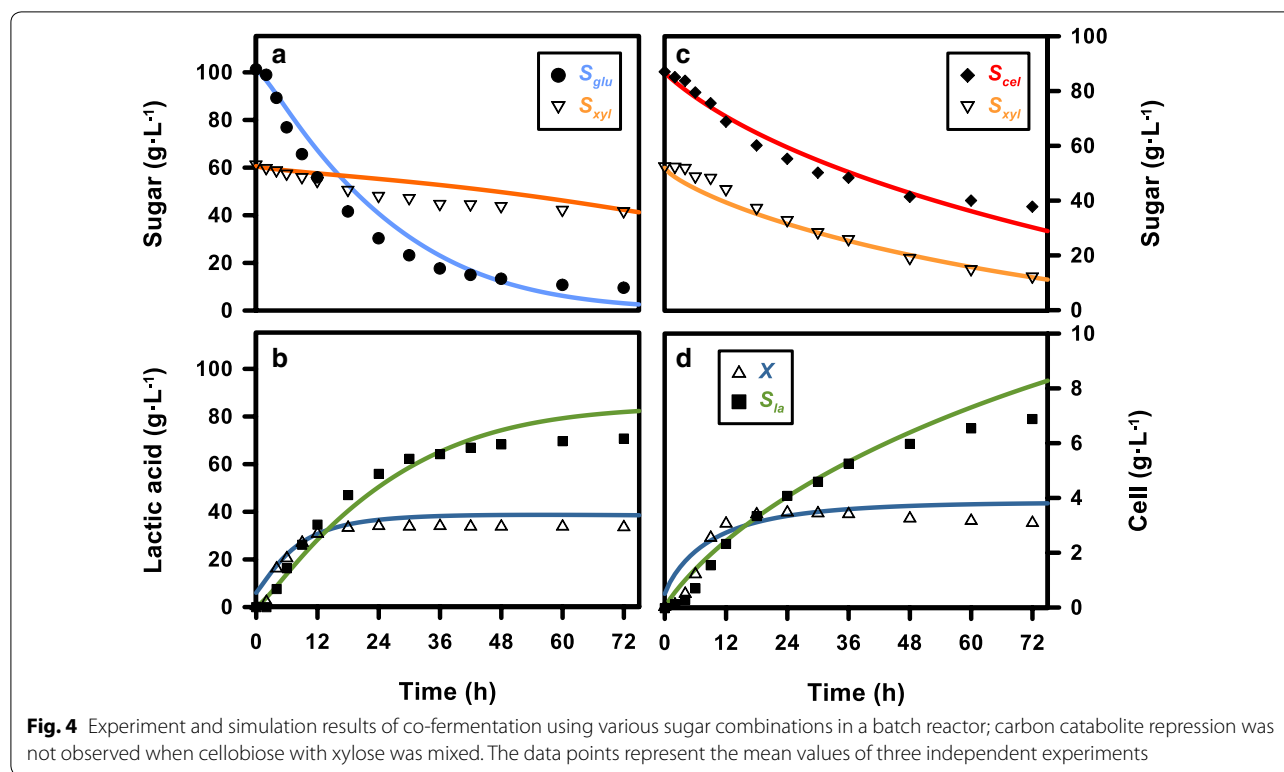 a
S_glu
S_xyl
c
S_cel
S_xyl
100
80
60
40
20
0
Sugar (g·L⁻¹)
100
80
60
40
20
0
Sugar (g·L⁻¹)
b
d
X
S_la
100
80
60
40
20
0
Lactic acid (g·L⁻¹)
10
8
6
4
2
0
Cell (g·L⁻¹)
0 12 24 36 48 60 72
0 12 24 36 48 60 72
Time (h)
Time (h)
Fig. 4 Experiment and simulation results of co-fermentation using various sugar combinations in a batch reactor; carbon catabolite repression was
not observed when cellobiose with xylose was mixed. The data points represent the mean values of three independent experiments